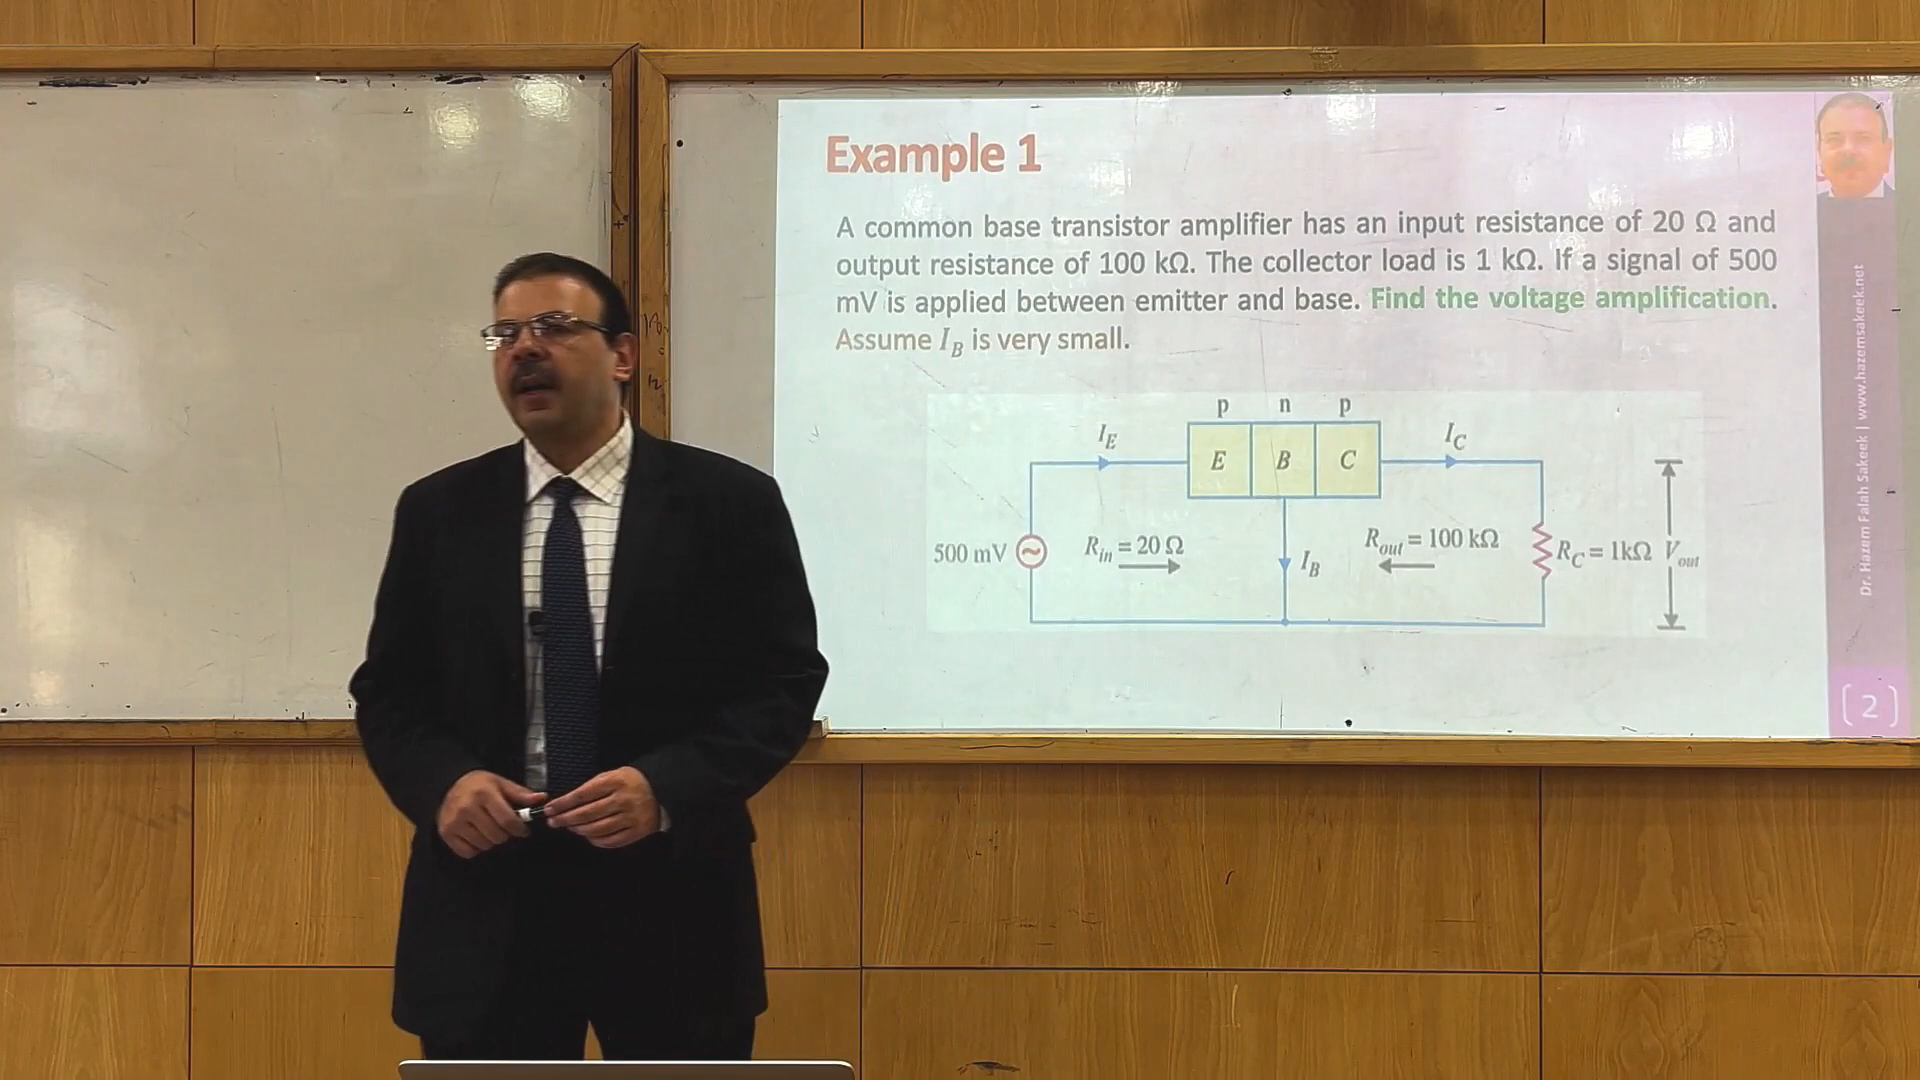 Example 1
A common base transistor amplifier has an input resistance of 20 Ω and
output resistance of 100 kΩ. The collector load is 1 kΩ. If a signal of 500
mV is applied between emitter and base. Find the voltage amplification.
Assume I_B is very small.
p n p
I_E
I_C
E B C
500 mV
R_in = 20 Ω
I_B
R_out = 100 kΩ
R_C = 1kΩ
V_out
Dr. Hazem Falah Sakeek | www.hazemsakeek.net
[2]